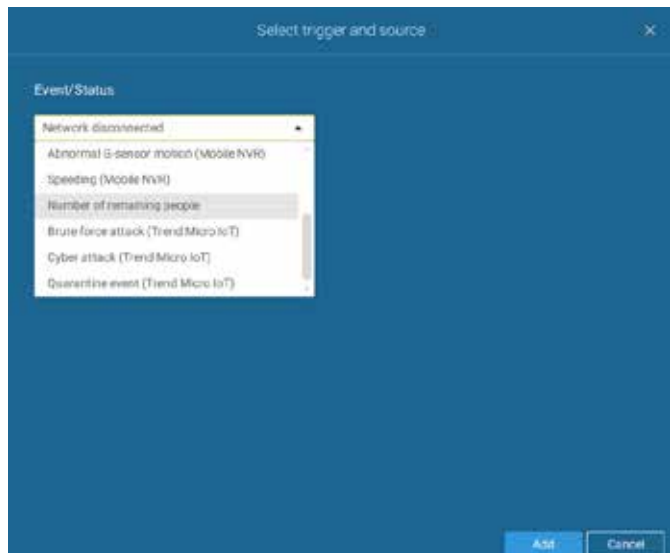 Select trigger and source
Event/Status
Network disconnected
Abnormal G-sensor motion (Mobile NVR)
Speeding (Mobile NVR)
Number of remaining people
Brute force attack (Trend Micro IoT)
Cyber attack (Trend Micro IoT)
Quarantine event (Trend Micro IoT)
Add
Cancel